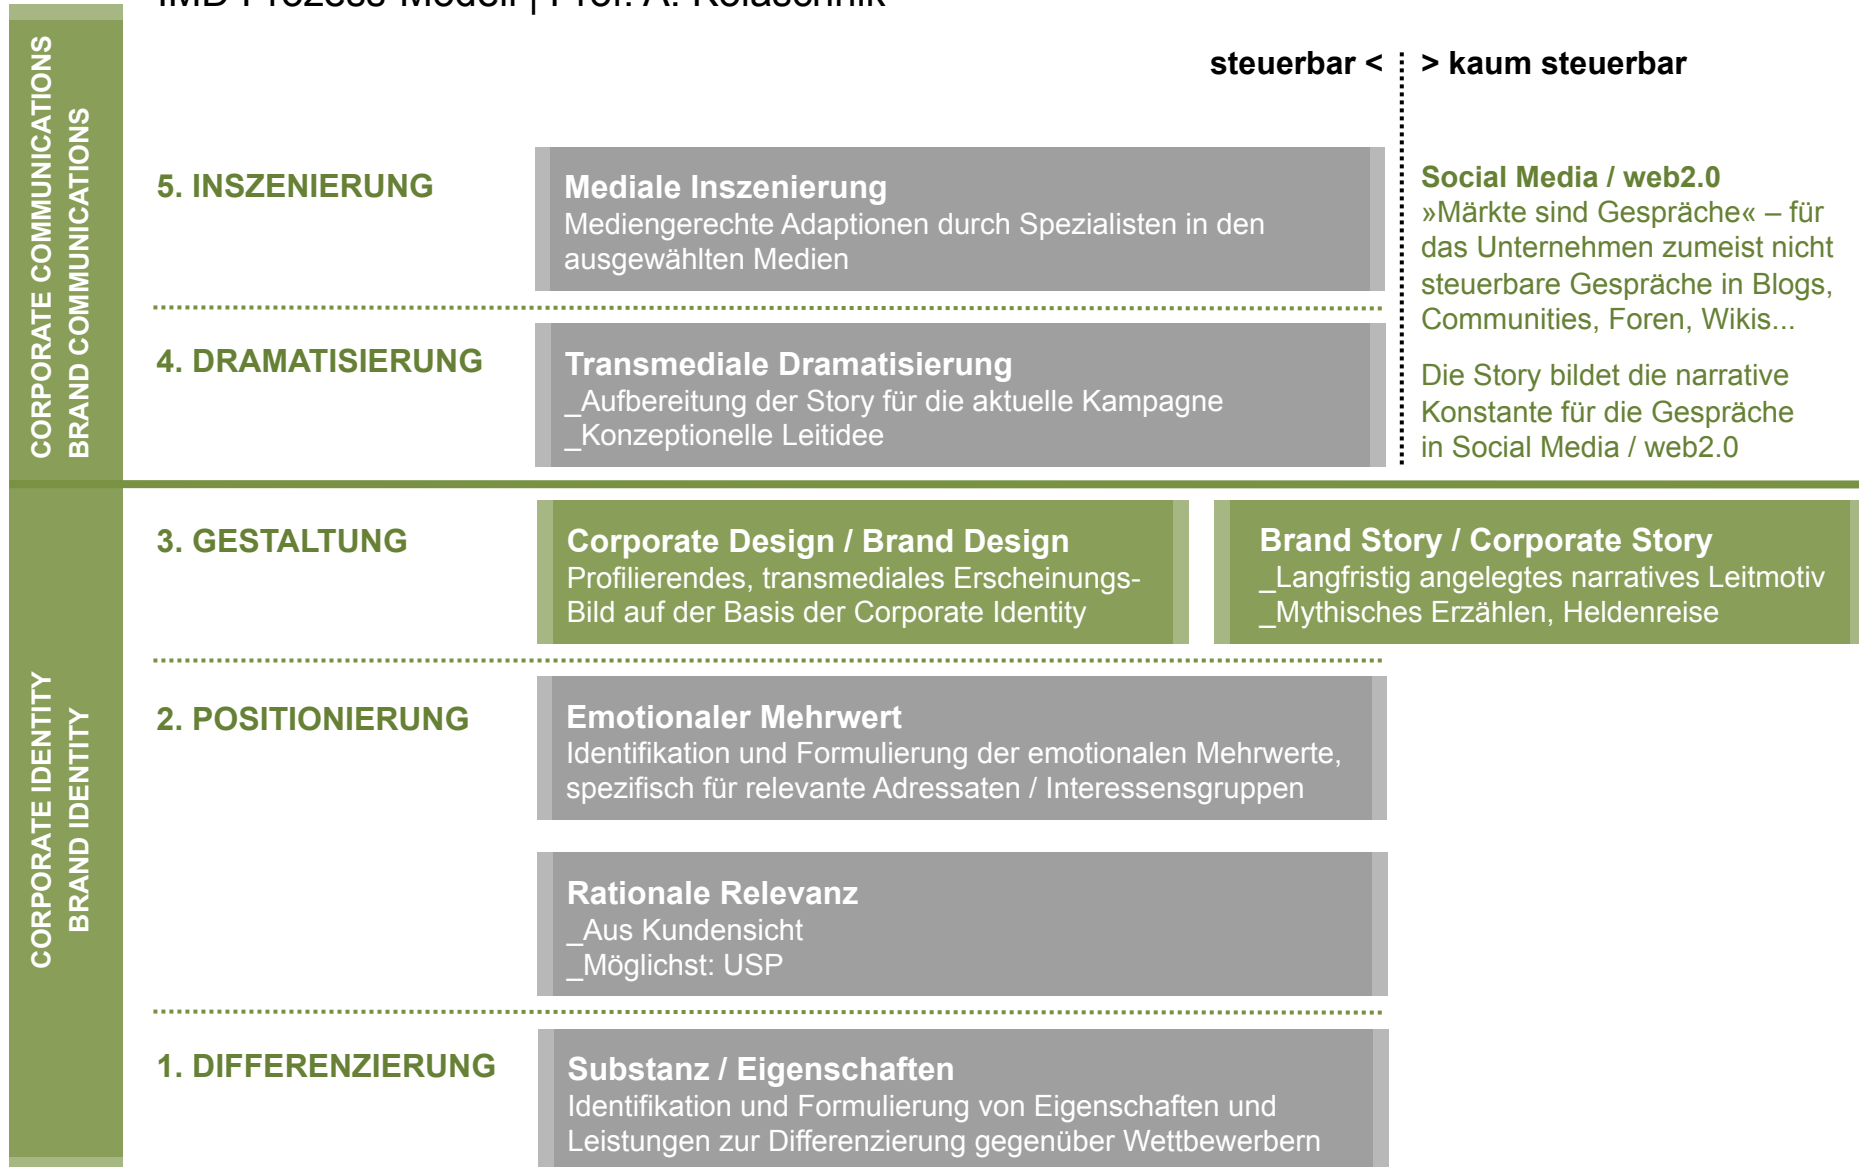 IMD Prozess-Modell | Prof. A. Kolaschnik
steuerbar <
> kaum steuerbar
CORPORATE COMMUNICATIONS
BRAND COMMUNICATIONS
5. INSZENIERUNG
Mediale Inszenierung
Mediengerechte Adaptionen durch Spezialisten in den
ausgewählten Medien
Social Media / web2.0
»Märkte sind Gespräche« – für
das Unternehmen zumeist nicht
steuerbare Gespräche in Blogs,
Communities, Foren, Wikis...
Die Story bildet die narrative
Konstante für die Gespräche
in Social Media / web2.0
4. DRAMATISIERUNG
Transmediale Dramatisierung
_Aufbereitung der Story für die aktuelle Kampagne
_Konzeptionelle Leitidee
CORPORATE IDENTITY
BRAND IDENTITY
3. GESTALTUNG
Corporate Design / Brand Design
Profilierendes, transmediales Erscheinungs-
Bild auf der Basis der Corporate Identity
Brand Story / Corporate Story
_Langfristig angelegtes narratives Leitmotiv
_Mythisches Erzählen, Heldenreise
2. POSITIONIERUNG
Emotionaler Mehrwert
Identifikation und Formulierung der emotionalen Mehrwerte,
spezifisch für relevante Adressaten / Interessensgruppen
Rationale Relevanz
_Aus Kundensicht
_Möglichst: USP
1. DIFFERENZIERUNG
Substanz / Eigenschaften
Identifikation und Formulierung von Eigenschaften und
Leistungen zur Differenzierung gegenüber Wettbewerbern